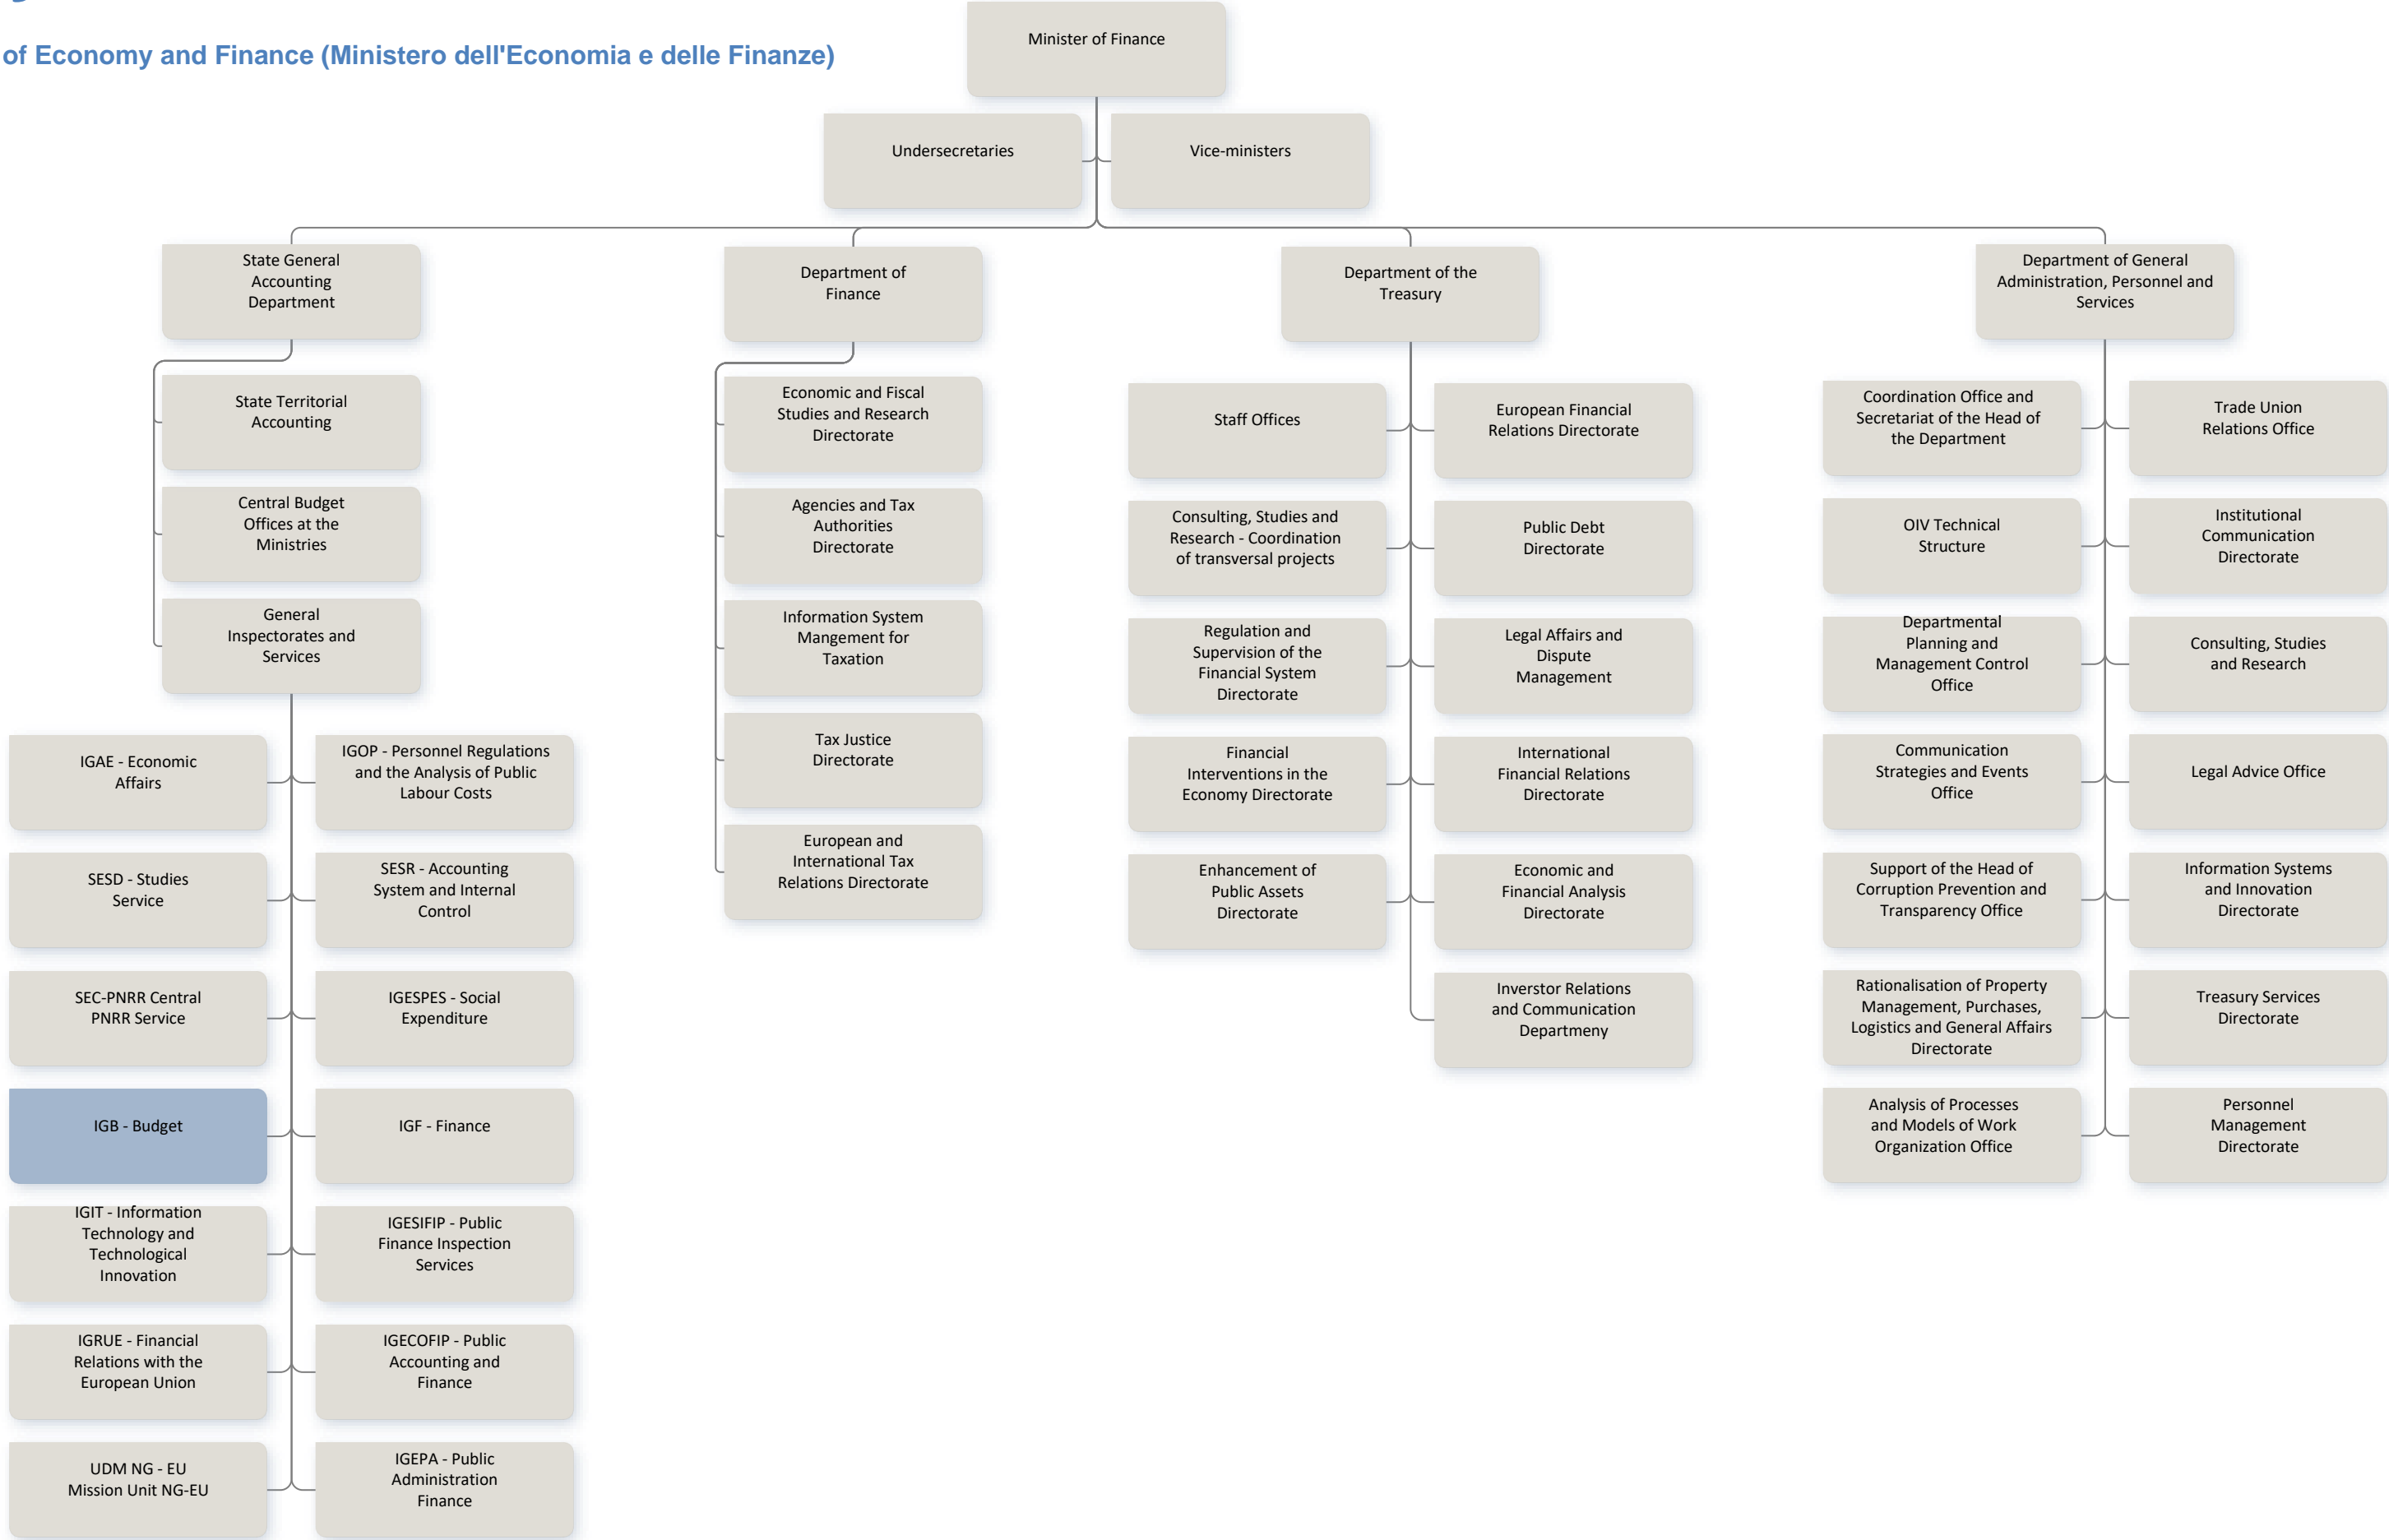 of Economy and Finance (Ministero dell'Economia e delle Finanze)
Minister of Finance
Undersecretaries
Vice-ministers
State General
Accounting
Department
Department of
Finance
Department of the
Treasury
Department of General
Administration, Personnel and
Services
State Territorial
Accounting
Central Budget
Offices at the
Ministries
General
Inspectorates and
Services
IGAE - Economic
Affairs
IGOP - Personnel Regulations
and the Analysis of Public
Labour Costs
SESD - Studies
Service
SESR - Accounting
System and Internal
Control
SEC-PNRR Central
PNRR Service
IGESPES - Social
Expenditure
IGB - Budget
IGF - Finance
IGIT - Information
Technology and
Technological
Innovation
IGESIFIP - Public
Finance Inspection
Services
IGRUE - Financial
Relations with the
European Union
IGECOFIP - Public
Accounting and
Finance
UDM NG - EU
Mission Unit NG-EU
IGEPA - Public
Administration
Finance
Economic and Fiscal
Studies and Research
Directorate
Agencies and Tax
Authorities
Directorate
Information System
Mangement for
Taxation
Tax Justice
Directorate
European and
International Tax
Relations Directorate
Staff Offices
European Financial
Relations Directorate
Consulting, Studies and
Research - Coordination
of transversal projects
Public Debt
Directorate
Regulation and
Supervision of the
Financial System
Directorate
Legal Affairs and
Dispute
Management
Financial
Interventions in the
Economy Directorate
International
Financial Relations
Directorate
Enhancement of
Public Assets
Directorate
Economic and
Financial Analysis
Directorate
Inverstor Relations
and Communication
Departmeny
Coordination Office and
Secretariat of the Head of
the Department
Trade Union
Relations Office
OIV Technical
Structure
Institutional
Communication
Directorate
Departmental
Planning and
Management Control
Office
Consulting, Studies
and Research
Communication
Strategies and Events
Office
Legal Advice Office
Support of the Head of
Corruption Prevention and
Transparency Office
Information Systems
and Innovation
Directorate
Rationalisation of Property
Management, Purchases,
Logistics and General Affairs
Directorate
Treasury Services
Directorate
Analysis of Processes
and Models of Work
Organization Office
Personnel
Management
Directorate